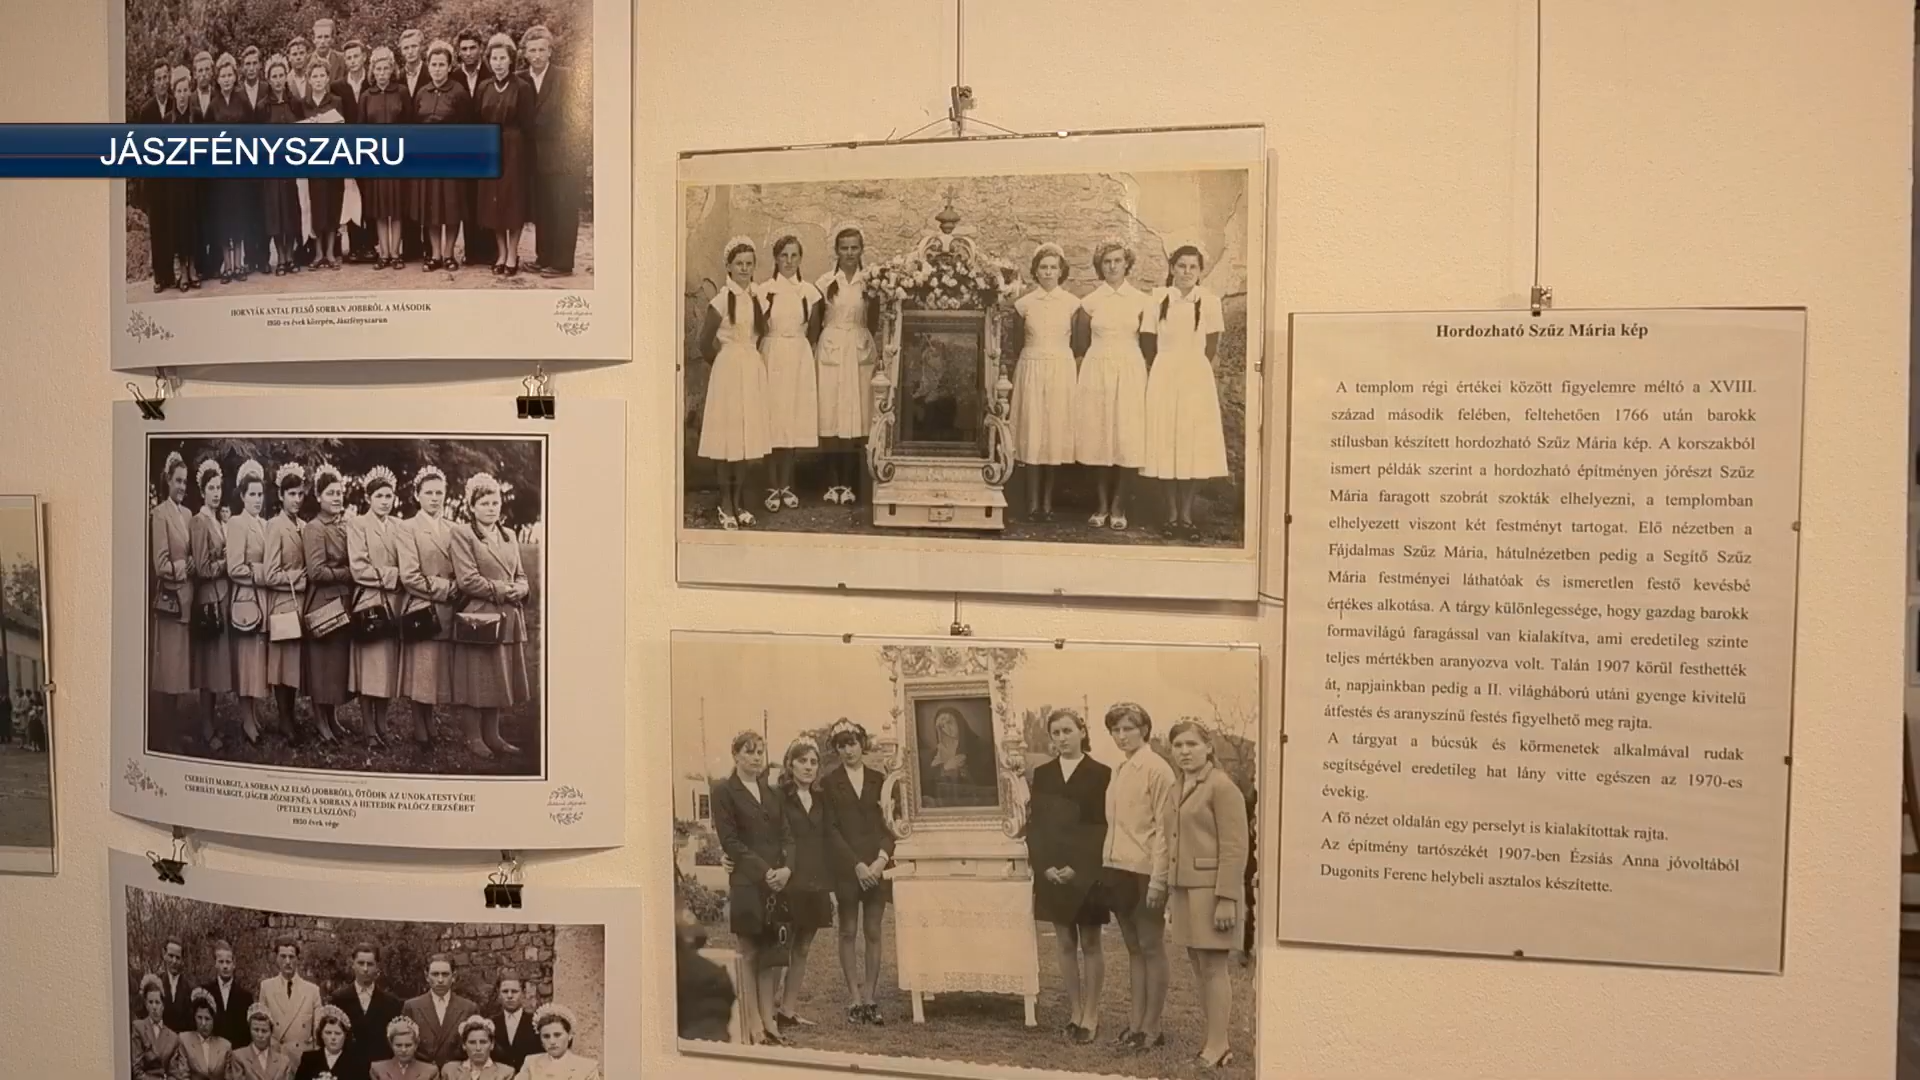 JÁSZFÉNYSZARU
HORNYÁK ANTAL FELSŐ SORBAN JOBBRÓL A MÁSODIK
1950-es évek közepén, Jászfényszarun
CSERHÁTI MARGIT, A SORBAN AZ ELSŐ (JOBBRÓL), ÖTÖDIK AZ UNOKATESTVÉRE
CSERHÁTI MARGIT, (JÁGER JÓZSEFNÉ), A SORBAN A HETEDIK PALÓCZ ERZSÉBET
(PETELEN LÁSZLÓNÉ)
1950 évek vége
Hordozható Szűz Mária kép
A templom régi értékei között figyelemre méltó a XVIII.
század második felében, feltehetően 1766 után barokk
stílusban készített hordozható Szűz Mária kép. A korszakból
ismert példák szerint a hordozható építményen jórészt Szűz
Mária faragott szobrát szokták elhelyezni, a templomban
elhelyezett viszont két festményt tartogat. Elő nézetben a
Fájdalmas Szűz Mária, hátulnézetben pedig a Segítő Szűz
Mária festményei láthatóak és ismeretlen festő kevésbé
értékes alkotása. A tárgy különlegessége, hogy gazdag barokk
formavilágú faragással van kialakítva, ami eredetileg szinte
teljes mértékben aranyozva volt. Talán 1907 körül festhették
át, napjainkban pedig a II. világháború utáni gyenge kivitelű
átfestés és aranyszínű festés figyelhető meg rajta.
A tárgyat a búcsúk és körmenetek alkalmával rudak
segítségével eredetileg hat lány vitte egészen az 1970-es
évekig.
A fő nézet oldalán egy perselyt is kialakítottak rajta.
Az építmény tartószékét 1907-ben Ézsiás Anna jóvoltából
Dugonits Ferenc helybeli asztalos készítette.